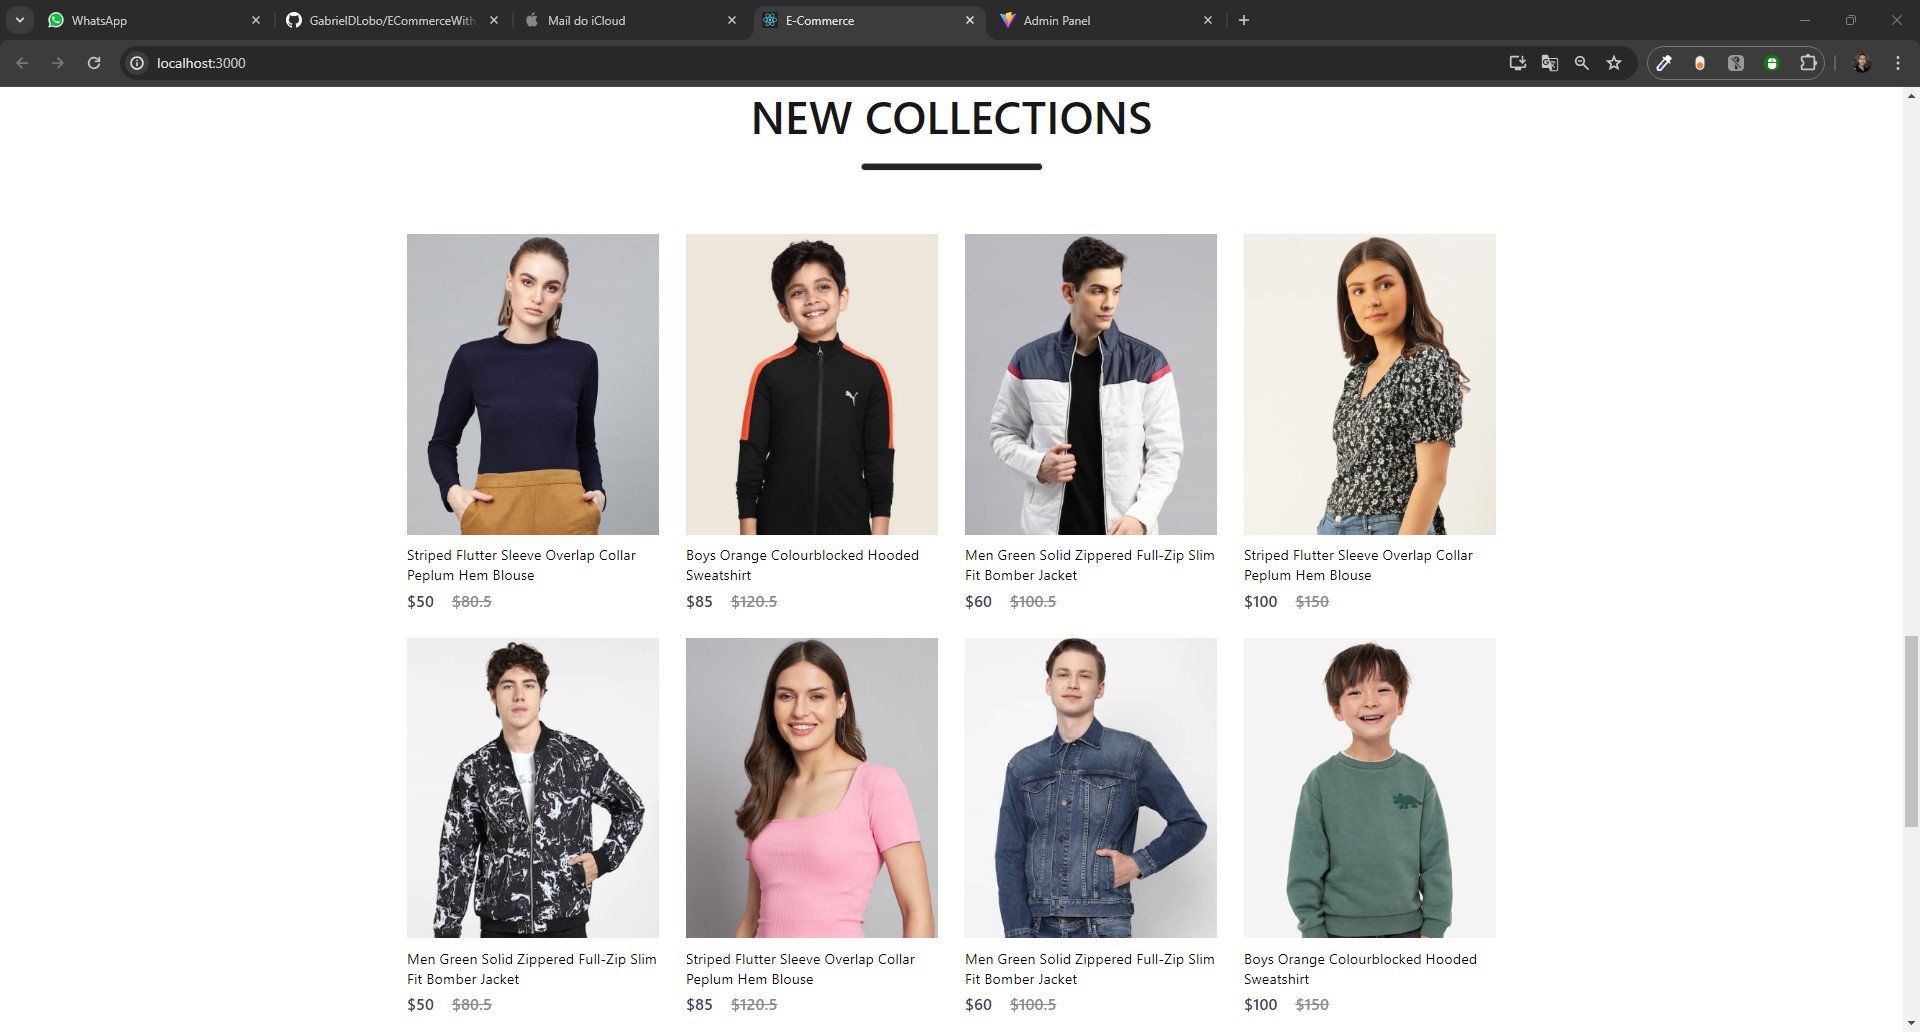 WhatsApp
GabrielDLobo/ECommerceWith
Mail do iCloud
E-Commerce
Admin Panel
localhost:3000
NEW COLLECTIONS
Striped Flutter Sleeve Overlap Collar
Peplum Hem Blouse
$50 $80.5
Boys Orange Colourblocked Hooded
Sweatshirt
$85 $120.5
Men Green Solid Zippered Full-Zip Slim
Fit Bomber Jacket
$60 $100.5
Striped Flutter Sleeve Overlap Collar
Peplum Hem Blouse
$100 $150
Men Green Solid Zippered Full-Zip Slim
Fit Bomber Jacket
$50 $80.5
Striped Flutter Sleeve Overlap Collar
Peplum Hem Blouse
$85 $120.5
Men Green Solid Zippered Full-Zip Slim
Fit Bomber Jacket
$60 $100.5
Boys Orange Colourblocked Hooded
Sweatshirt
$100 $150